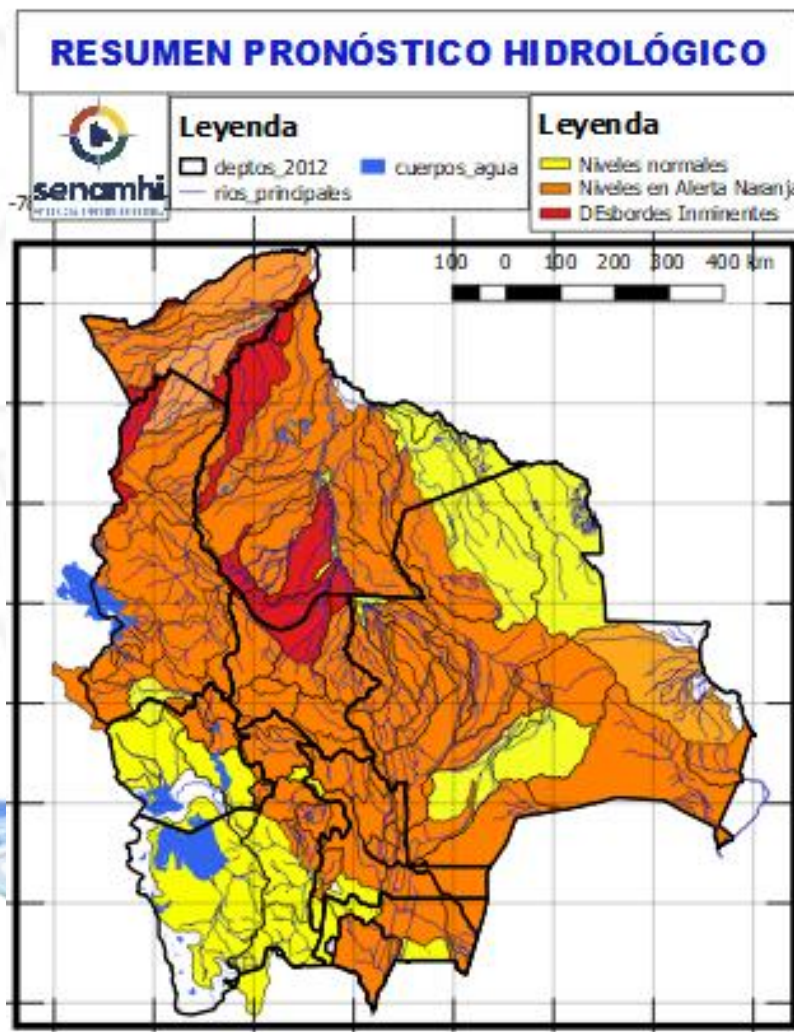 RESUMEN PRONÓSTICO HIDROLÓGICO
senamhi
Leyenda
deptos_2012
cuerpos_agua
rios_principales
Leyenda
Niveles normales
Niveles en Alerta Naranja
DEsbordes Inminentes
100 0 100 200 300 400 km